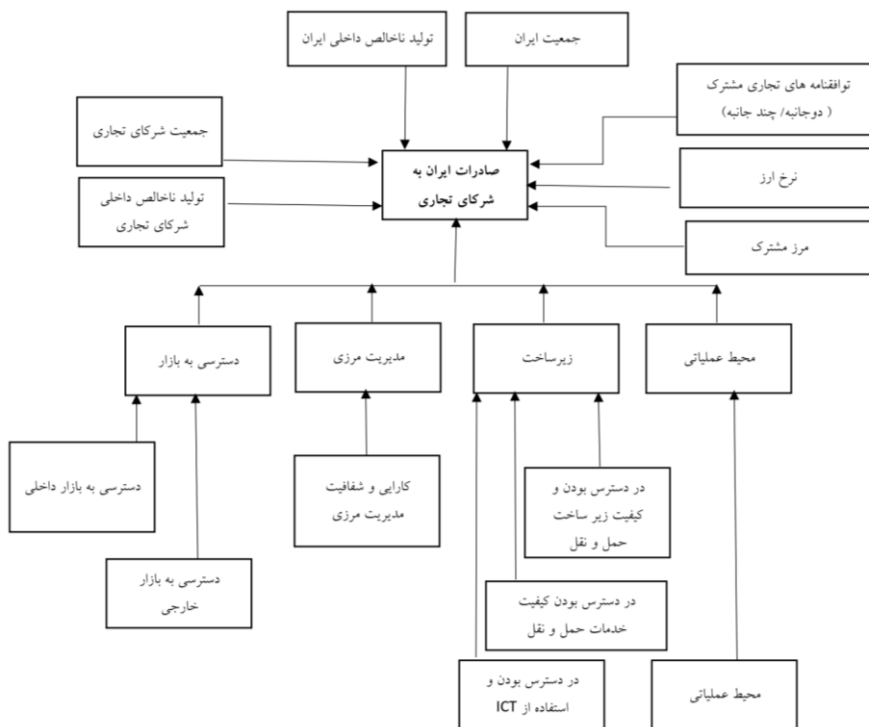 تولید ناخالص داخلی ایران
جمعیت ایران
توافقنامه های تجاری مشترک
( دوجانبه/ چند جانبه)
جمعیت شرکای تجاری
صادرات ایران به
شرکای تجاری
نرخ ارز
تولید ناخالص داخلی
شرکای تجاری
مرز مشترک
دسترسی به بازار
مدیریت مرزی
زیرساخت
محیط عملیاتی
دسترسی به بازار داخلی
کارایی و شفافیت
مدیریت مرزی
در دسترس بودن و
کیفیت زیر ساخت
حمل و نقل
دسترسی به بازار
خارجی
در دسترس بودن کیفیت
خدمات حمل و نقل
در دسترس بودن و
استفاده از ICT
محیط عملیاتی